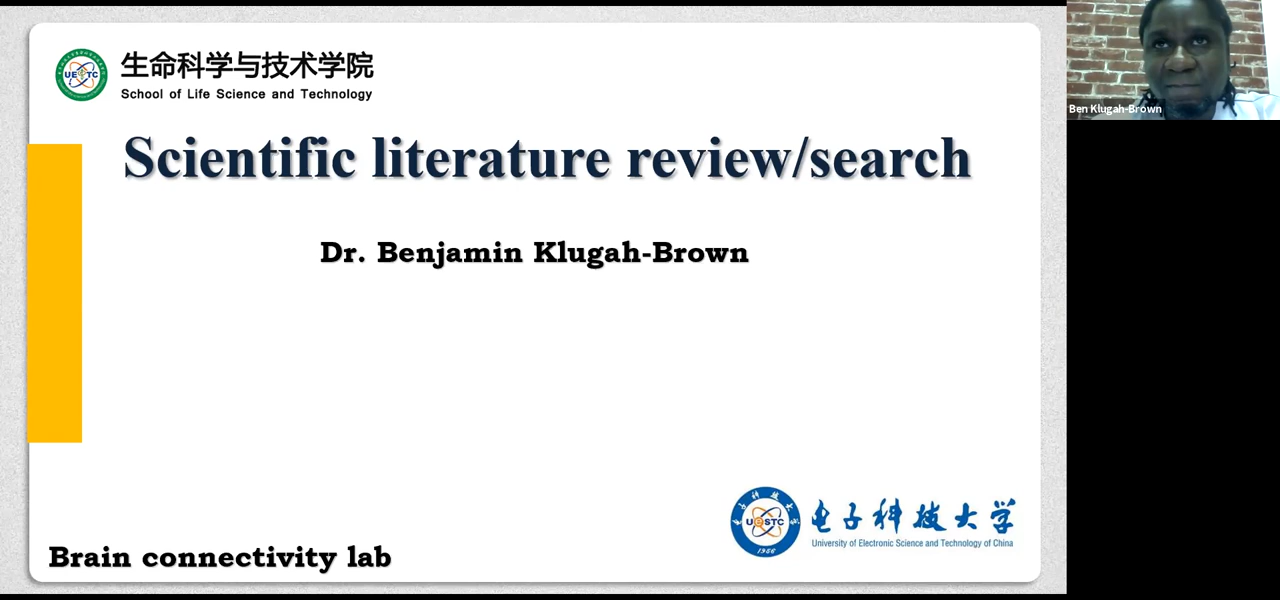 生命科学与技术学院
School of Life Science and Technology
Scientific literature review/search
Dr. Benjamin Klugah-Brown
Brain connectivity lab
UESTC
1956
电子科技大学
University of Electronic Science and Technology of China
Ben Klugah-Brown